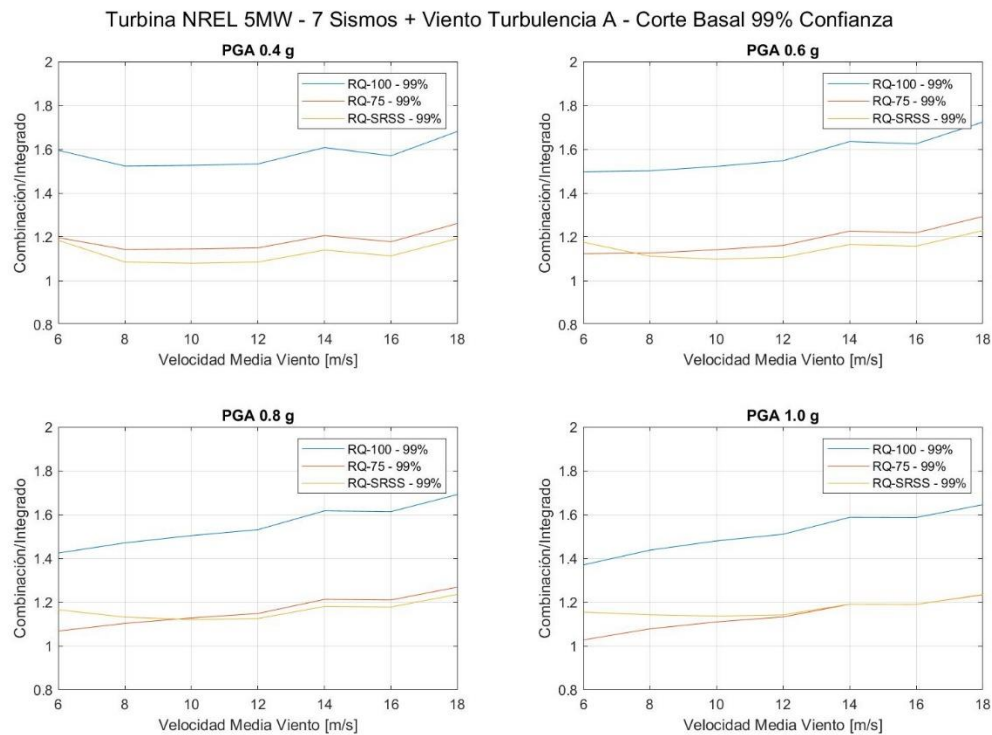 Turbina NREL 5MW - 7 Sismos + Viento Turbulencia A - Corte Basal 99% Confianza
PGA 0.4 g
2
1.8
1.6
1.4
1.2
1
0.8
Combinación/Integrado
RQ-100 - 99%
RQ-75 - 99%
RQ-SRSS - 99%
6 8 10 12 14 16 18
Velocidad Media Viento [m/s]
PGA 0.6 g
2
1.8
1.6
1.4
1.2
1
0.8
Combinación/Integrado
RQ-100 - 99%
RQ-75 - 99%
RQ-SRSS - 99%
6 8 10 12 14 16 18
Velocidad Media Viento [m/s]
PGA 0.8 g
2
1.8
1.6
1.4
1.2
1
0.8
Combinación/Integrado
RQ-100 - 99%
RQ-75 - 99%
RQ-SRSS - 99%
6 8 10 12 14 16 18
Velocidad Media Viento [m/s]
PGA 1.0 g
2
1.8
1.6
1.4
1.2
1
0.8
Combinación/Integrado
RQ-100 - 99%
RQ-75 - 99%
RQ-SRSS - 99%
6 8 10 12 14 16 18
Velocidad Media Viento [m/s]